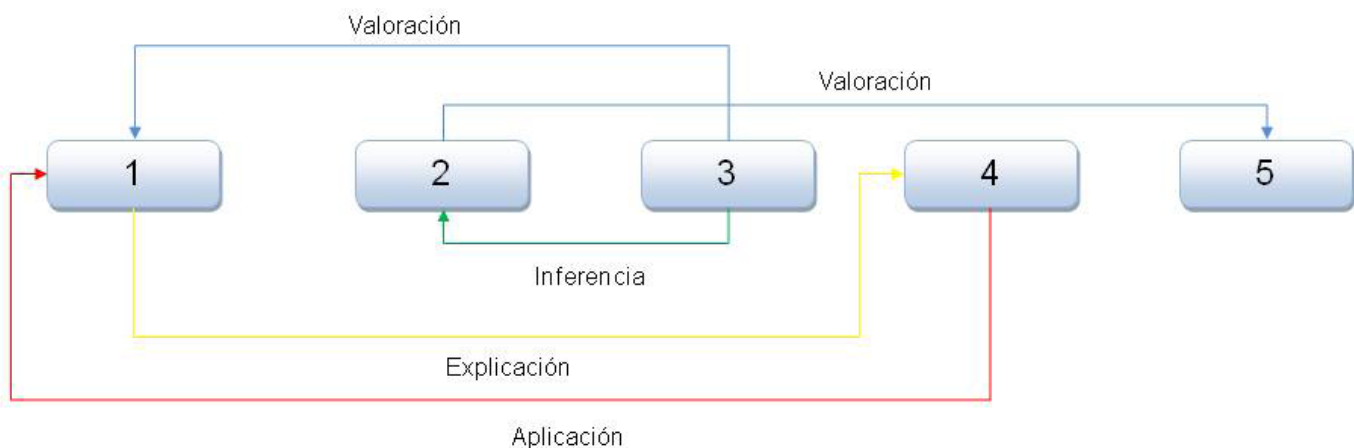 Valoración
Valoración
1 2 3 4 5
Inferencia
Explicación
Aplicación